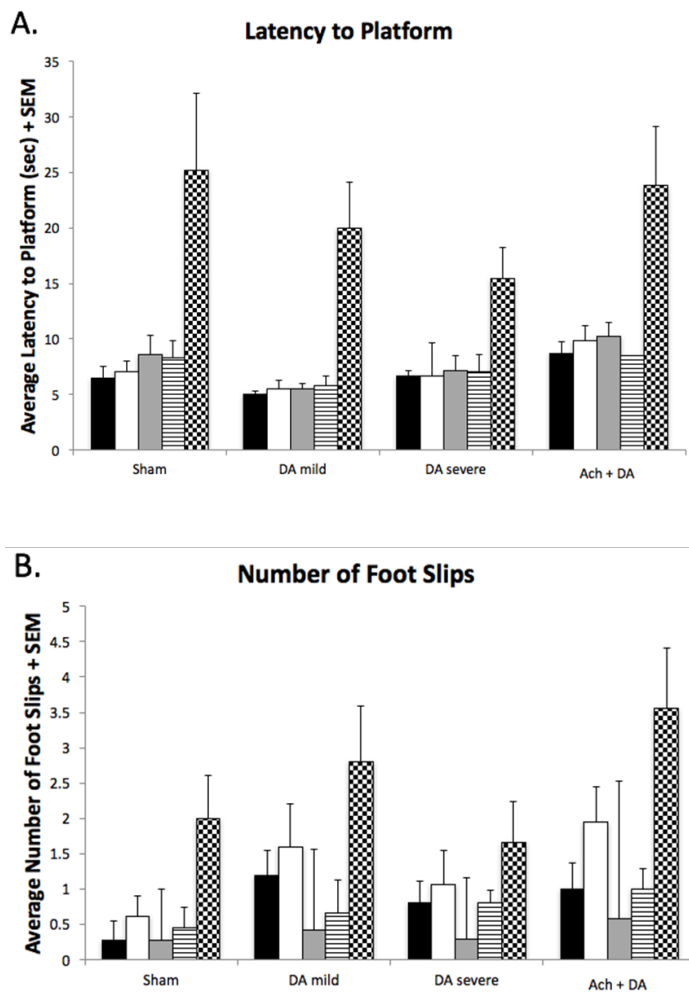 A.
Latency to Platform
Average Latency to Platform (sec) + SEM
35
30
25
20
15
10
5
0
Sham
DA mild
DA severe
Ach + DA
B.
Number of Foot Slips
Average Number of Foot Slips + SEM
5
4.5
4
3.5
3
2.5
2
1.5
1
0.5
0
Sham
DA mild
DA severe
Ach + DA